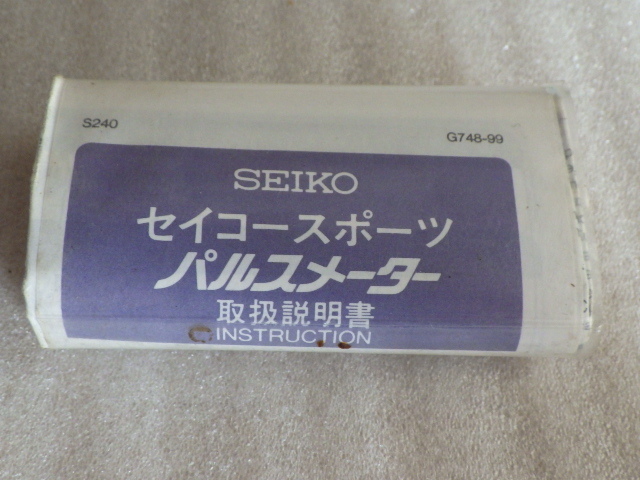 S240
G748-99
SEIKO
セイコースポーツ
パルスメーター
取扱説明書
INSTRUCTION